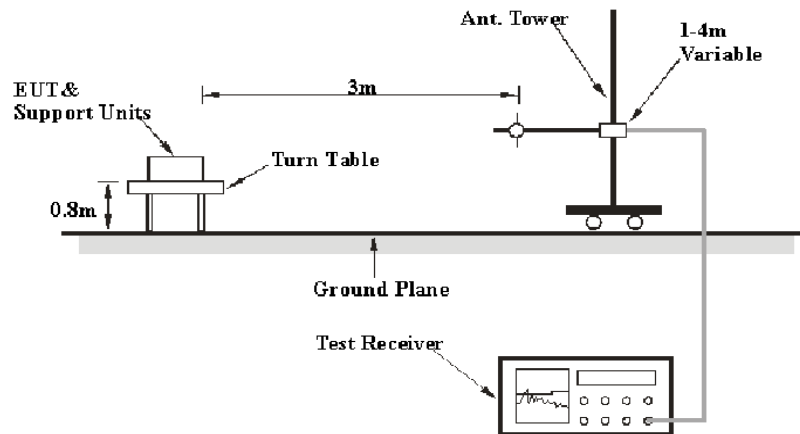 Ant. Tower
1-4m
Variable
EUT&
Support Units
3m
Turn Table
0.8m
Ground Plane
Test Receiver